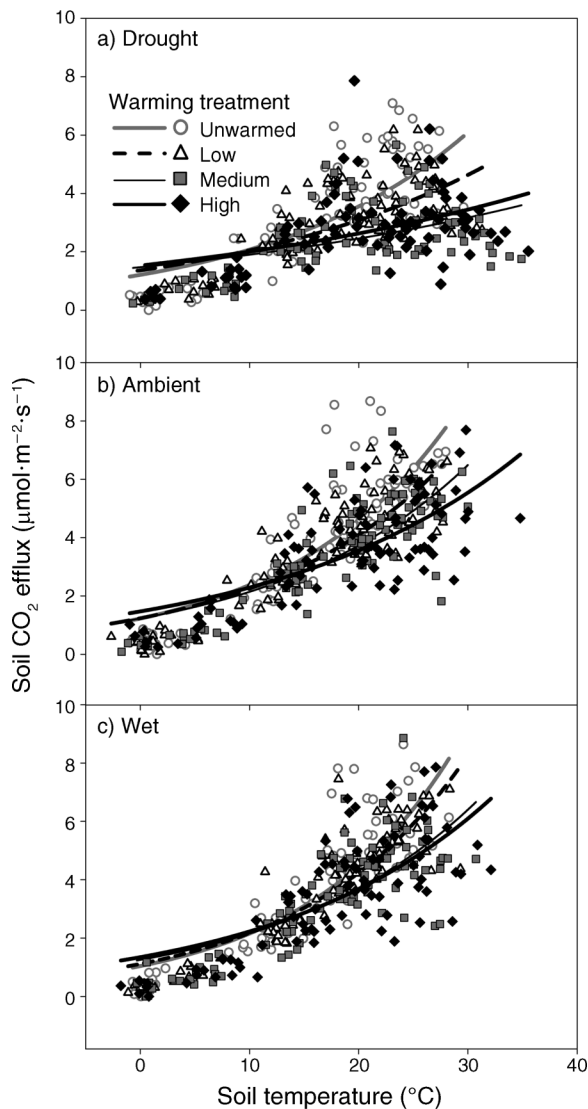 10
a) Drought
8
Warming treatment
Unwarmed
6
Low
Medium
4
High
2
0
10
b) Ambient
8
6
4
2
0
10
c) Wet
8
6
4
2
0
0 10 20 30 40
Soil temperature (°C)
Soil CO₂ efflux (μmol·m⁻²·s⁻¹)